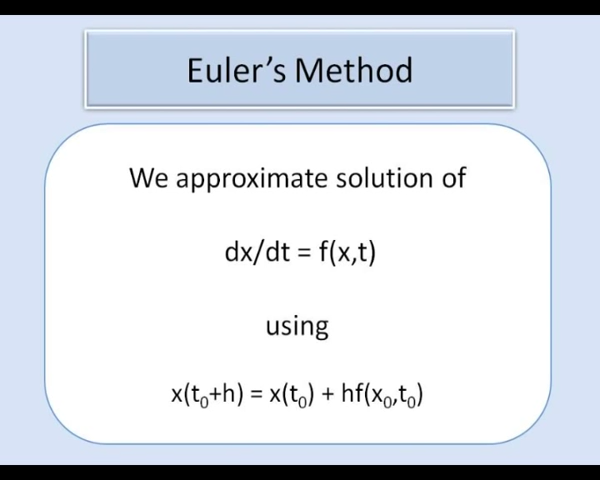 Euler’s Method
We approximate solution of
dx/dt = f(x,t)
using
x(t₀+h) = x(t₀) + hf(x₀,t₀)